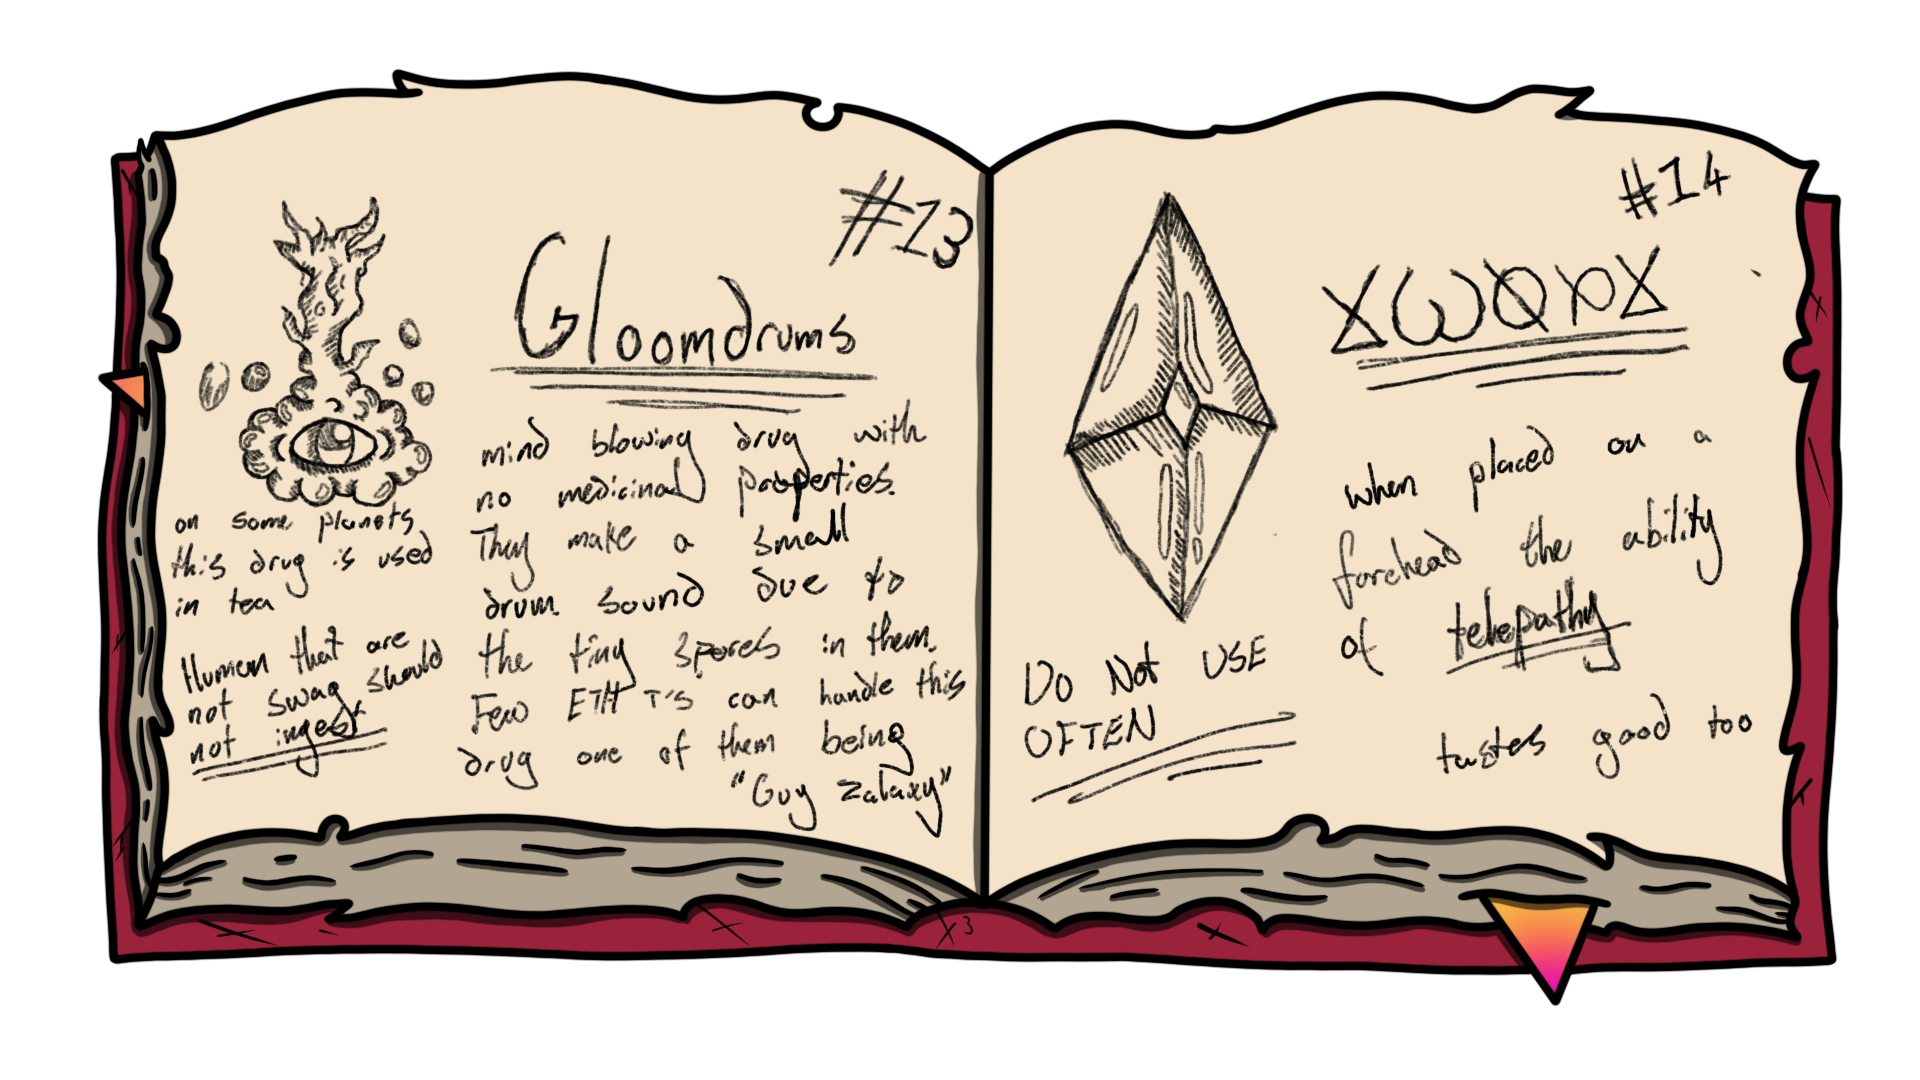 #13
Gloomdrums
mind blowing drug with
no medicinal properties.
They make a small
drum sound due to
the tiny spores in them.
Few ETH T's can handle this
drug one of them being
"Guy Zalaxy"
on some planets
this drug is used
in tea
Human that are
not swag should
not ingest
#14
when placed on a
forehead the ability
of telepathy
tastes good too
DO Not USE
OFTEN
3